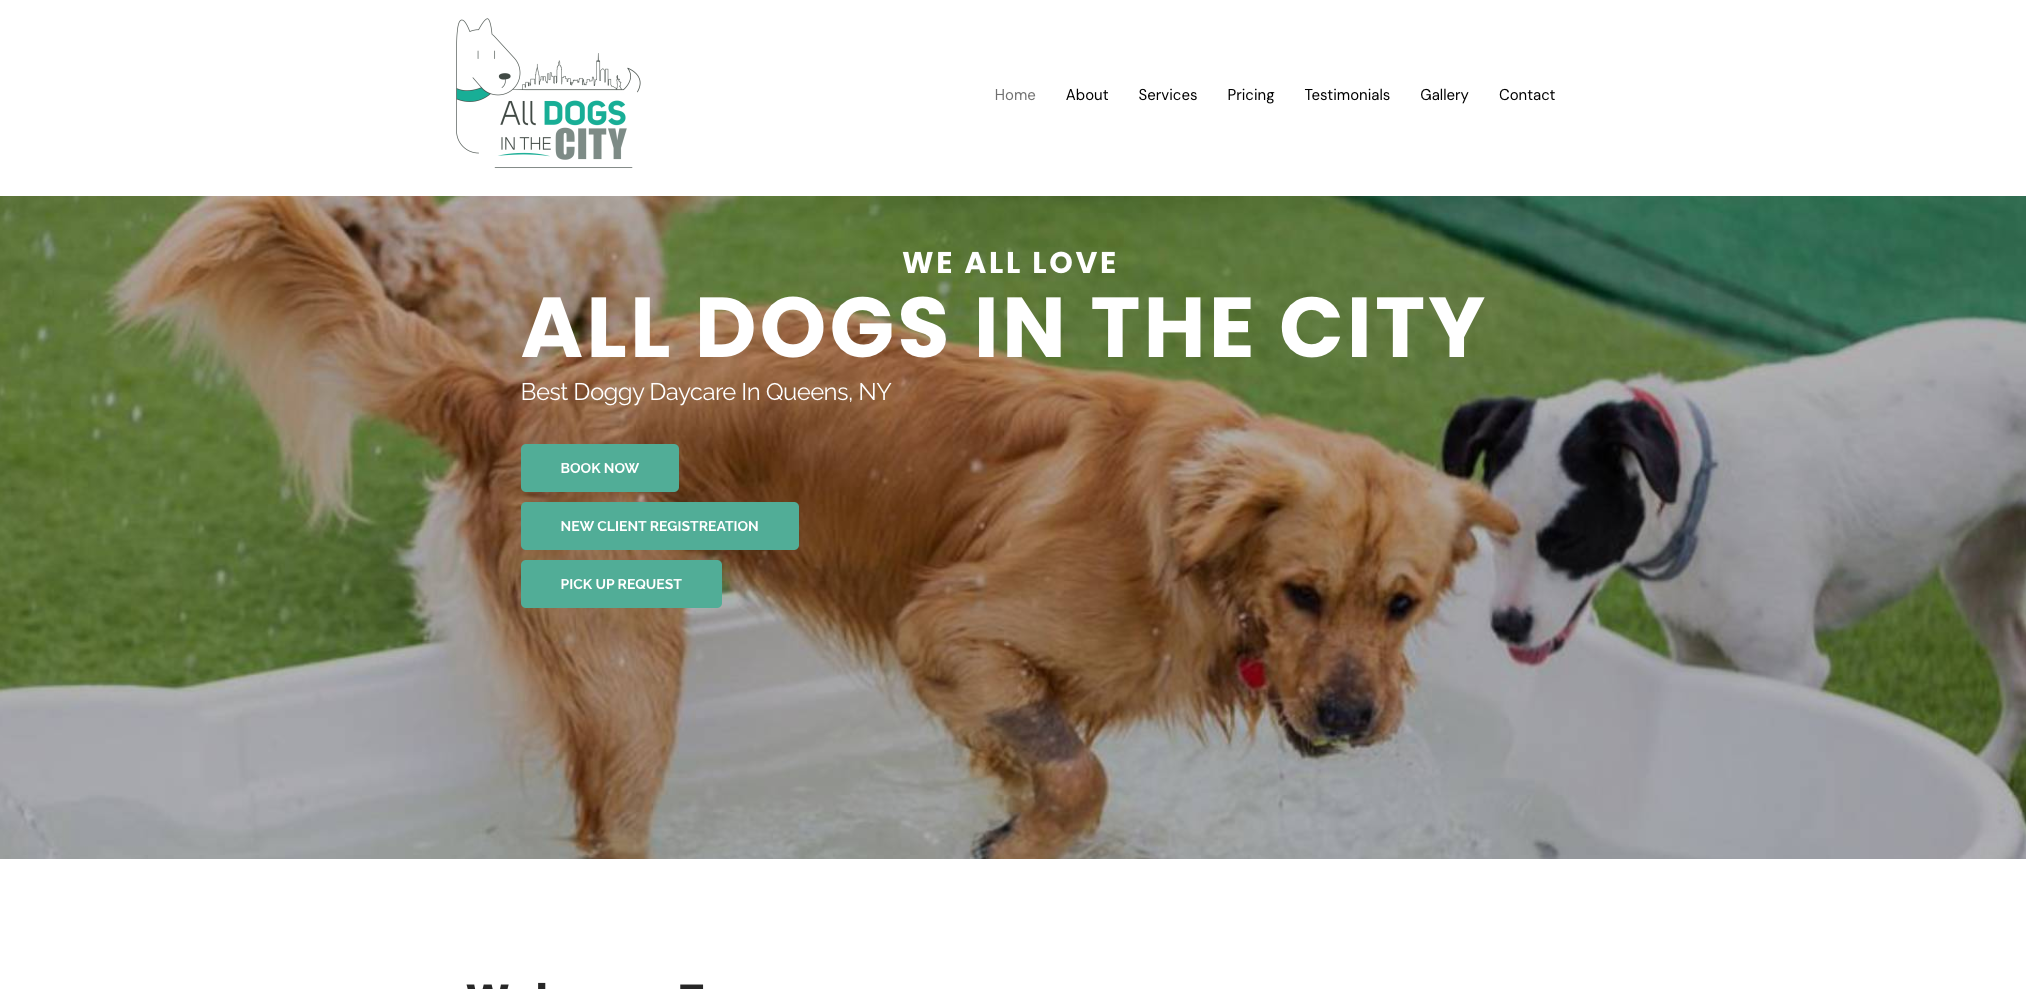 All DOGS
IN THE CITY
Home About Services Pricing Testimonials Gallery Contact
WE ALL LOVE
ALL DOGS IN THE CITY
Best Doggy Daycare In Queens, NY
BOOK NOW
NEW CLIENT REGISTREATION
PICK UP REQUEST